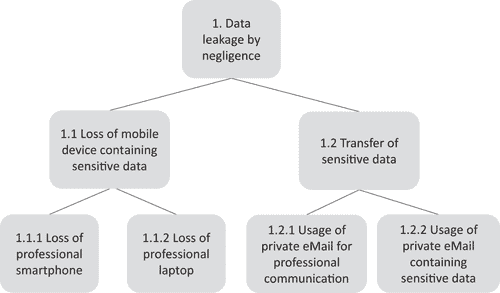 1. Data
leakage by
negligence
1.1 Loss of mobile
device containing
sensitive data
1.2 Transfer of
sensitive data
1.1.1 Loss of
professional
smartphone
1.1.2 Loss of
professional
laptop
1.2.1 Usage of
private eMail for
professional
communication
1.2.2 Usage of
private eMail
containing
sensitive data